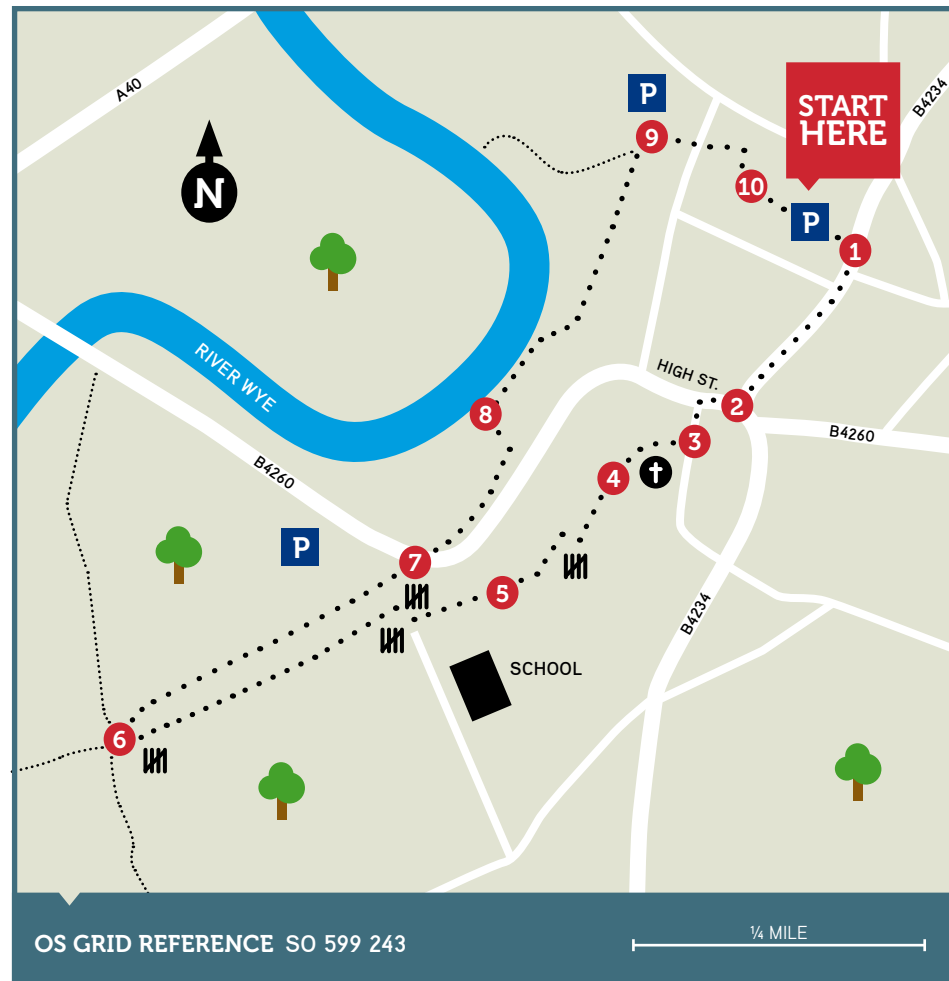 A40
P
START
HERE
B4234
9
N
10
P
1
RIVER WYE
HIGH ST.
2
8
3
B4260
4
B4260
P
7
5
B4234
SCHOOL
6
OS GRID REFERENCE SO 599 243
¼ MILE